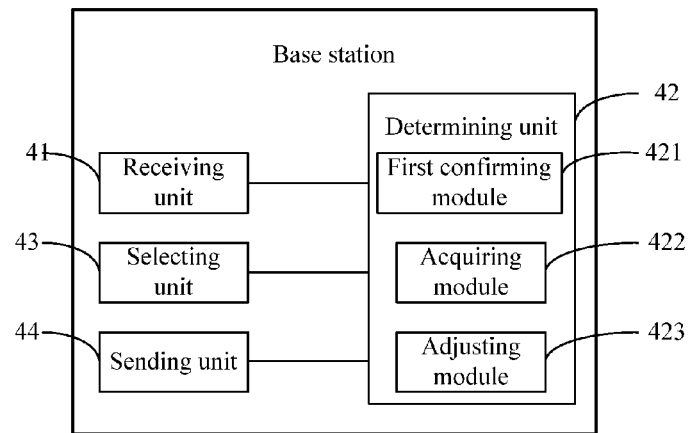 Base station
42
Determining unit
41
Receiving
unit
First confirming
module
421
43
Selecting
unit
Acquiring
module
422
44
Sending unit
Adjusting
module
423